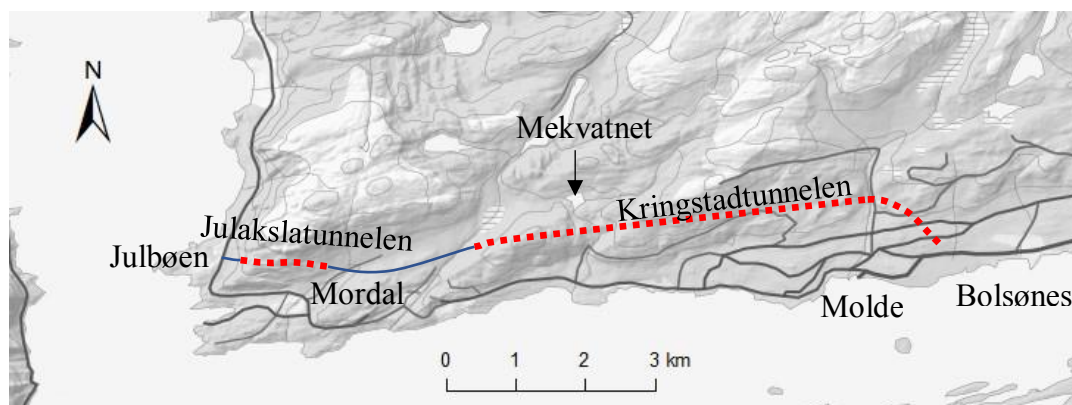 N
Mekvatnet
Kringstadtunnelen
Julakslatunnelen
Julbøen
Mordal
Molde
Bolsønes
0 1 2 3 km